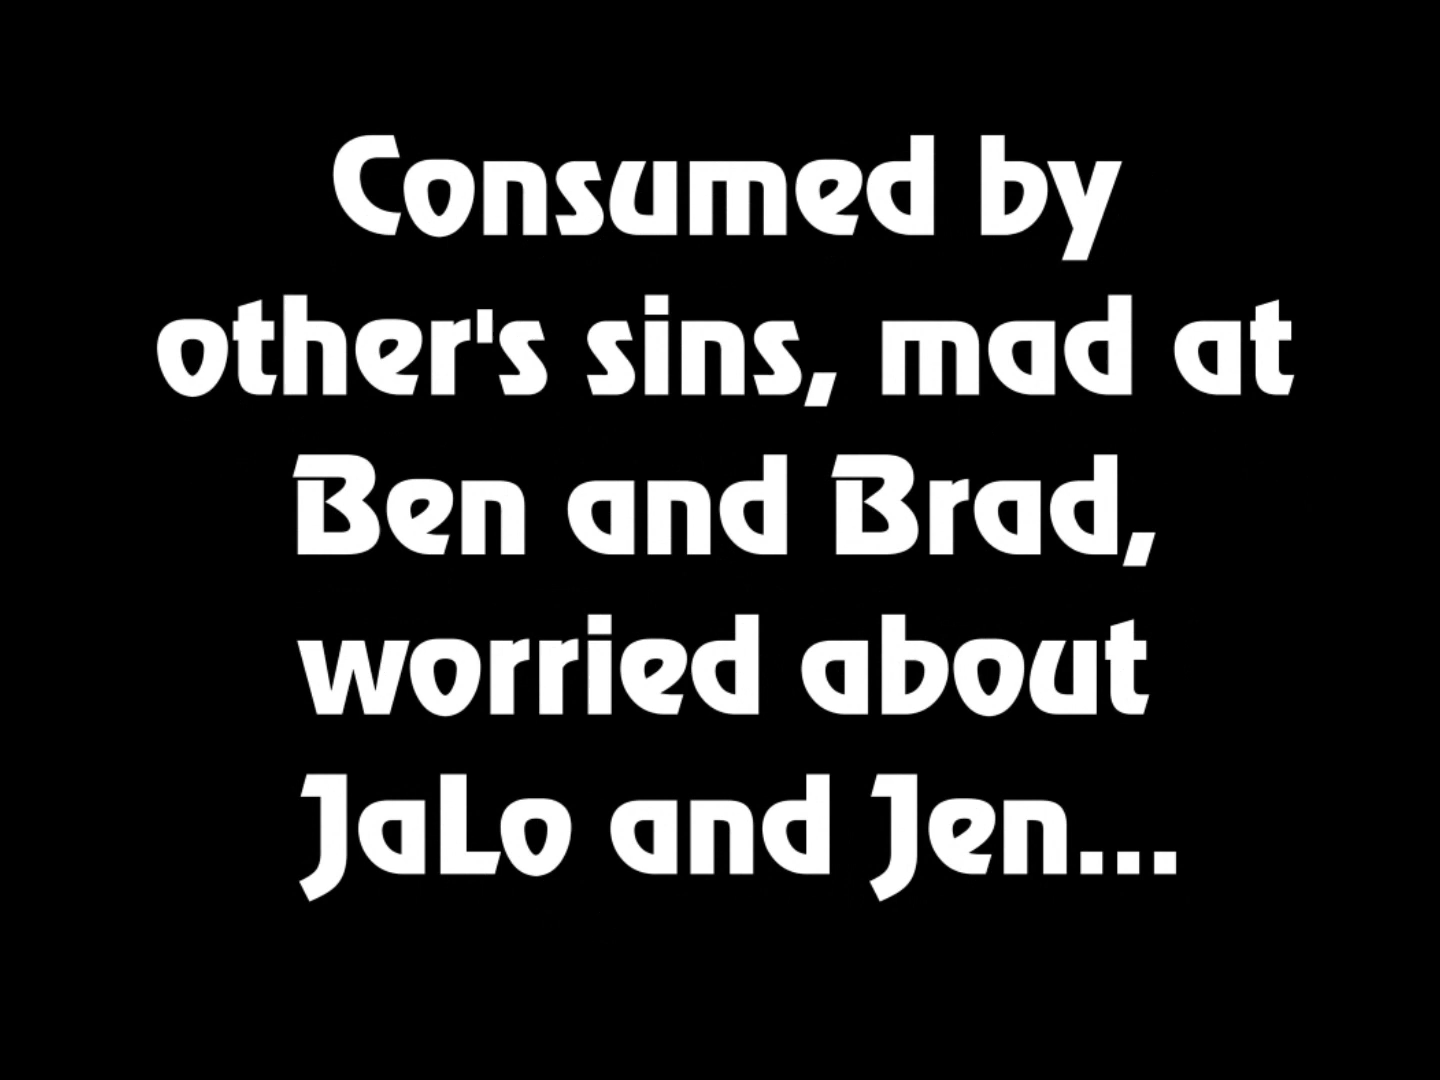 Consumed by
other's sins, mad at
Ben and Brad,
worried about
JaLo and Jen...